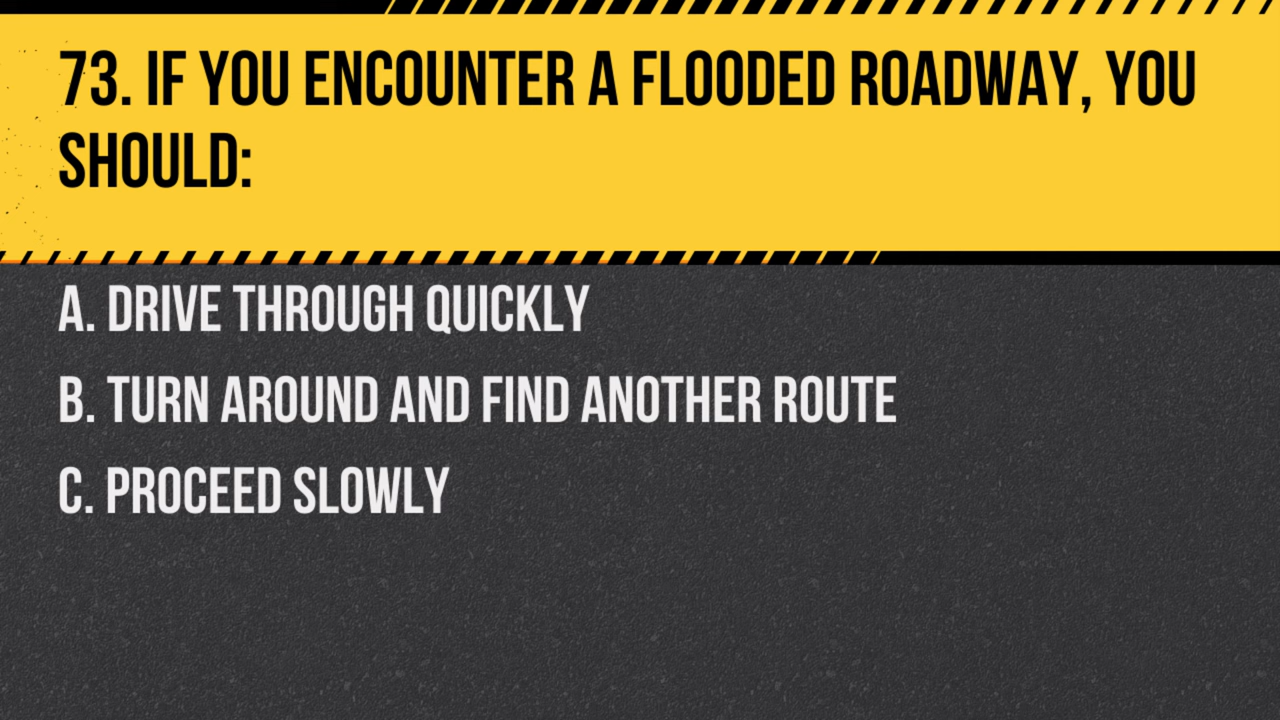 73. IF YOU ENCOUNTER A FLOODED ROADWAY, YOU
SHOULD:
A. DRIVE THROUGH QUICKLY
B. TURN AROUND AND FIND ANOTHER ROUTE
C. PROCEED SLOWLY